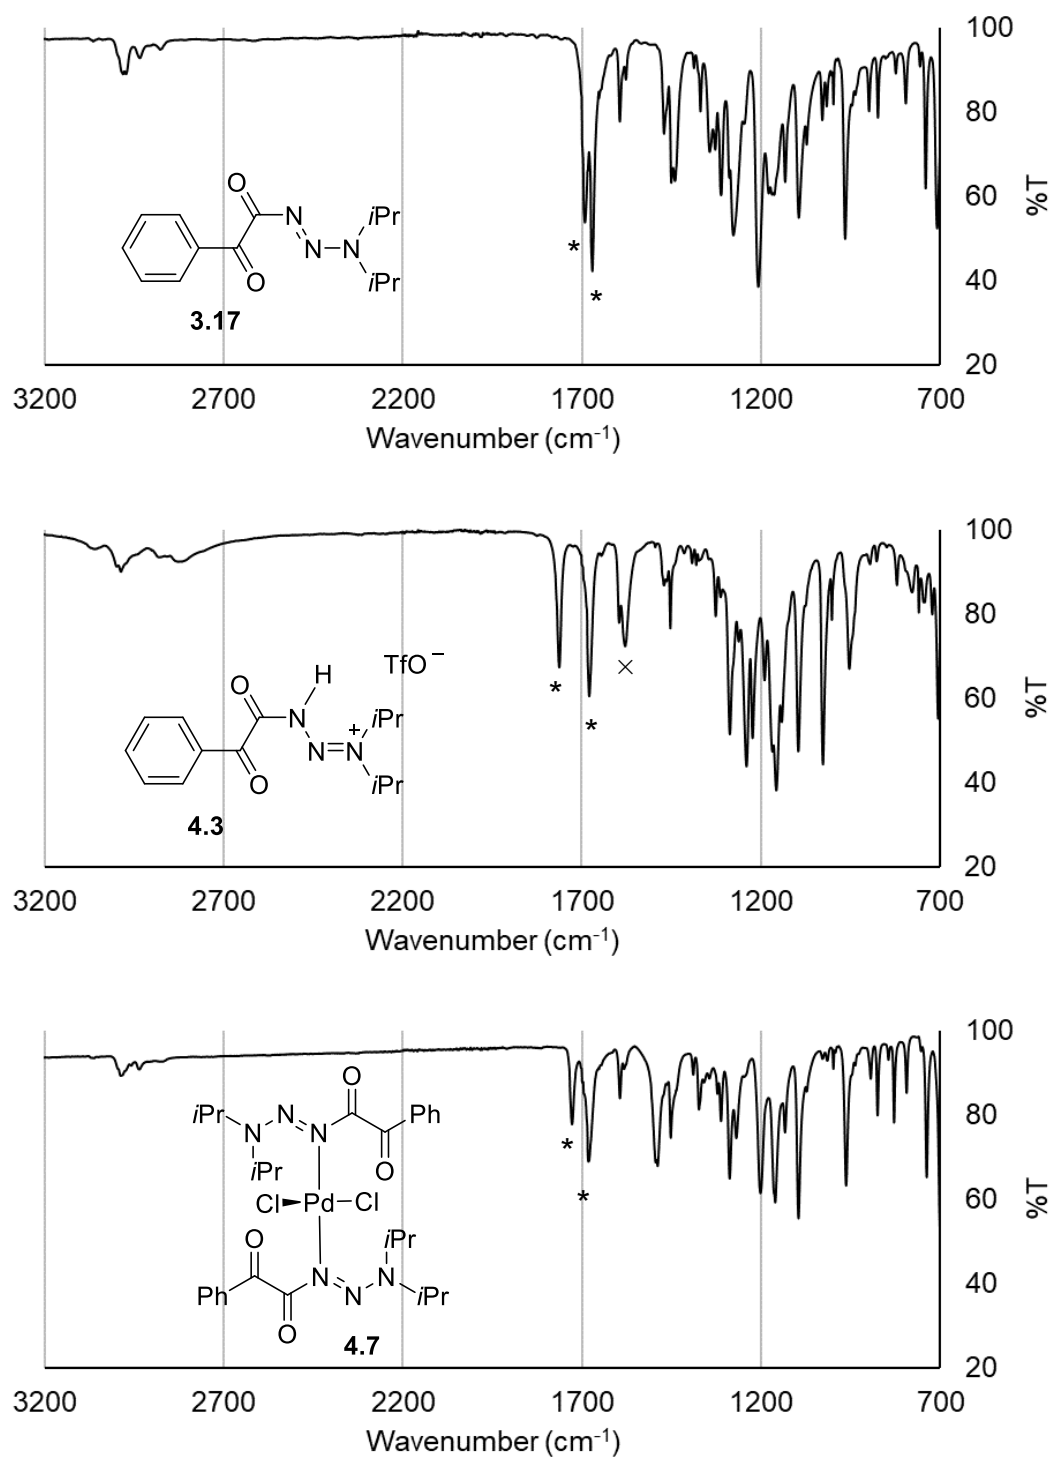 100
80
60
40
20
%T
O
N
iPr
N
N
O
iPr
3.17
*
*
3200 2700 2200 1700 1200 700
Wavenumber (cm-1)
100
80
60
40
20
%T
H
TfO−
O
N
iPr
+
N
N
O
iPr
4.3
*
*
×
3200 2700 2200 1700 1200 700
Wavenumber (cm-1)
100
80
60
40
20
%T
O
iPr
N
Ph
N
N
iPr
O
Cl Pd Cl
O
iPr
Ph
N
N
N
iPr
O
4.7
*
*
3200 2700 2200 1700 1200 700
Wavenumber (cm-1)